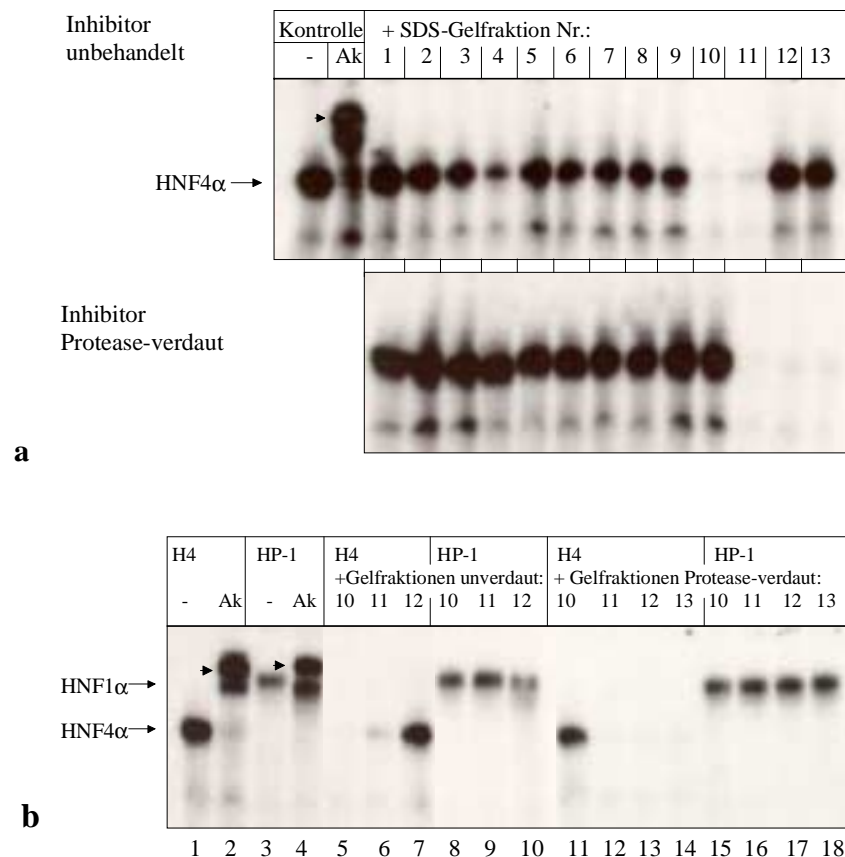 Inhibitor
unbehandelt
Kontrolle + SDS-Gelfraktion Nr.:
- Ak 1 2 3 4 5 6 7 8 9 10 11 12 13
HNF4α
Inhibitor
Protease-verdaut
a
H4 HP-1 H4 HP-1 H4 HP-1
+Gelfraktionen unverdaut: + Gelfraktionen Protease-verdaut:
- Ak - Ak 10 11 12 10 11 12 10 11 12 13 10 11 12 13
HNF1α
HNF4α
b
1 2 3 4 5 6 7 8 9 10 11 12 13 14 15 16 17 18